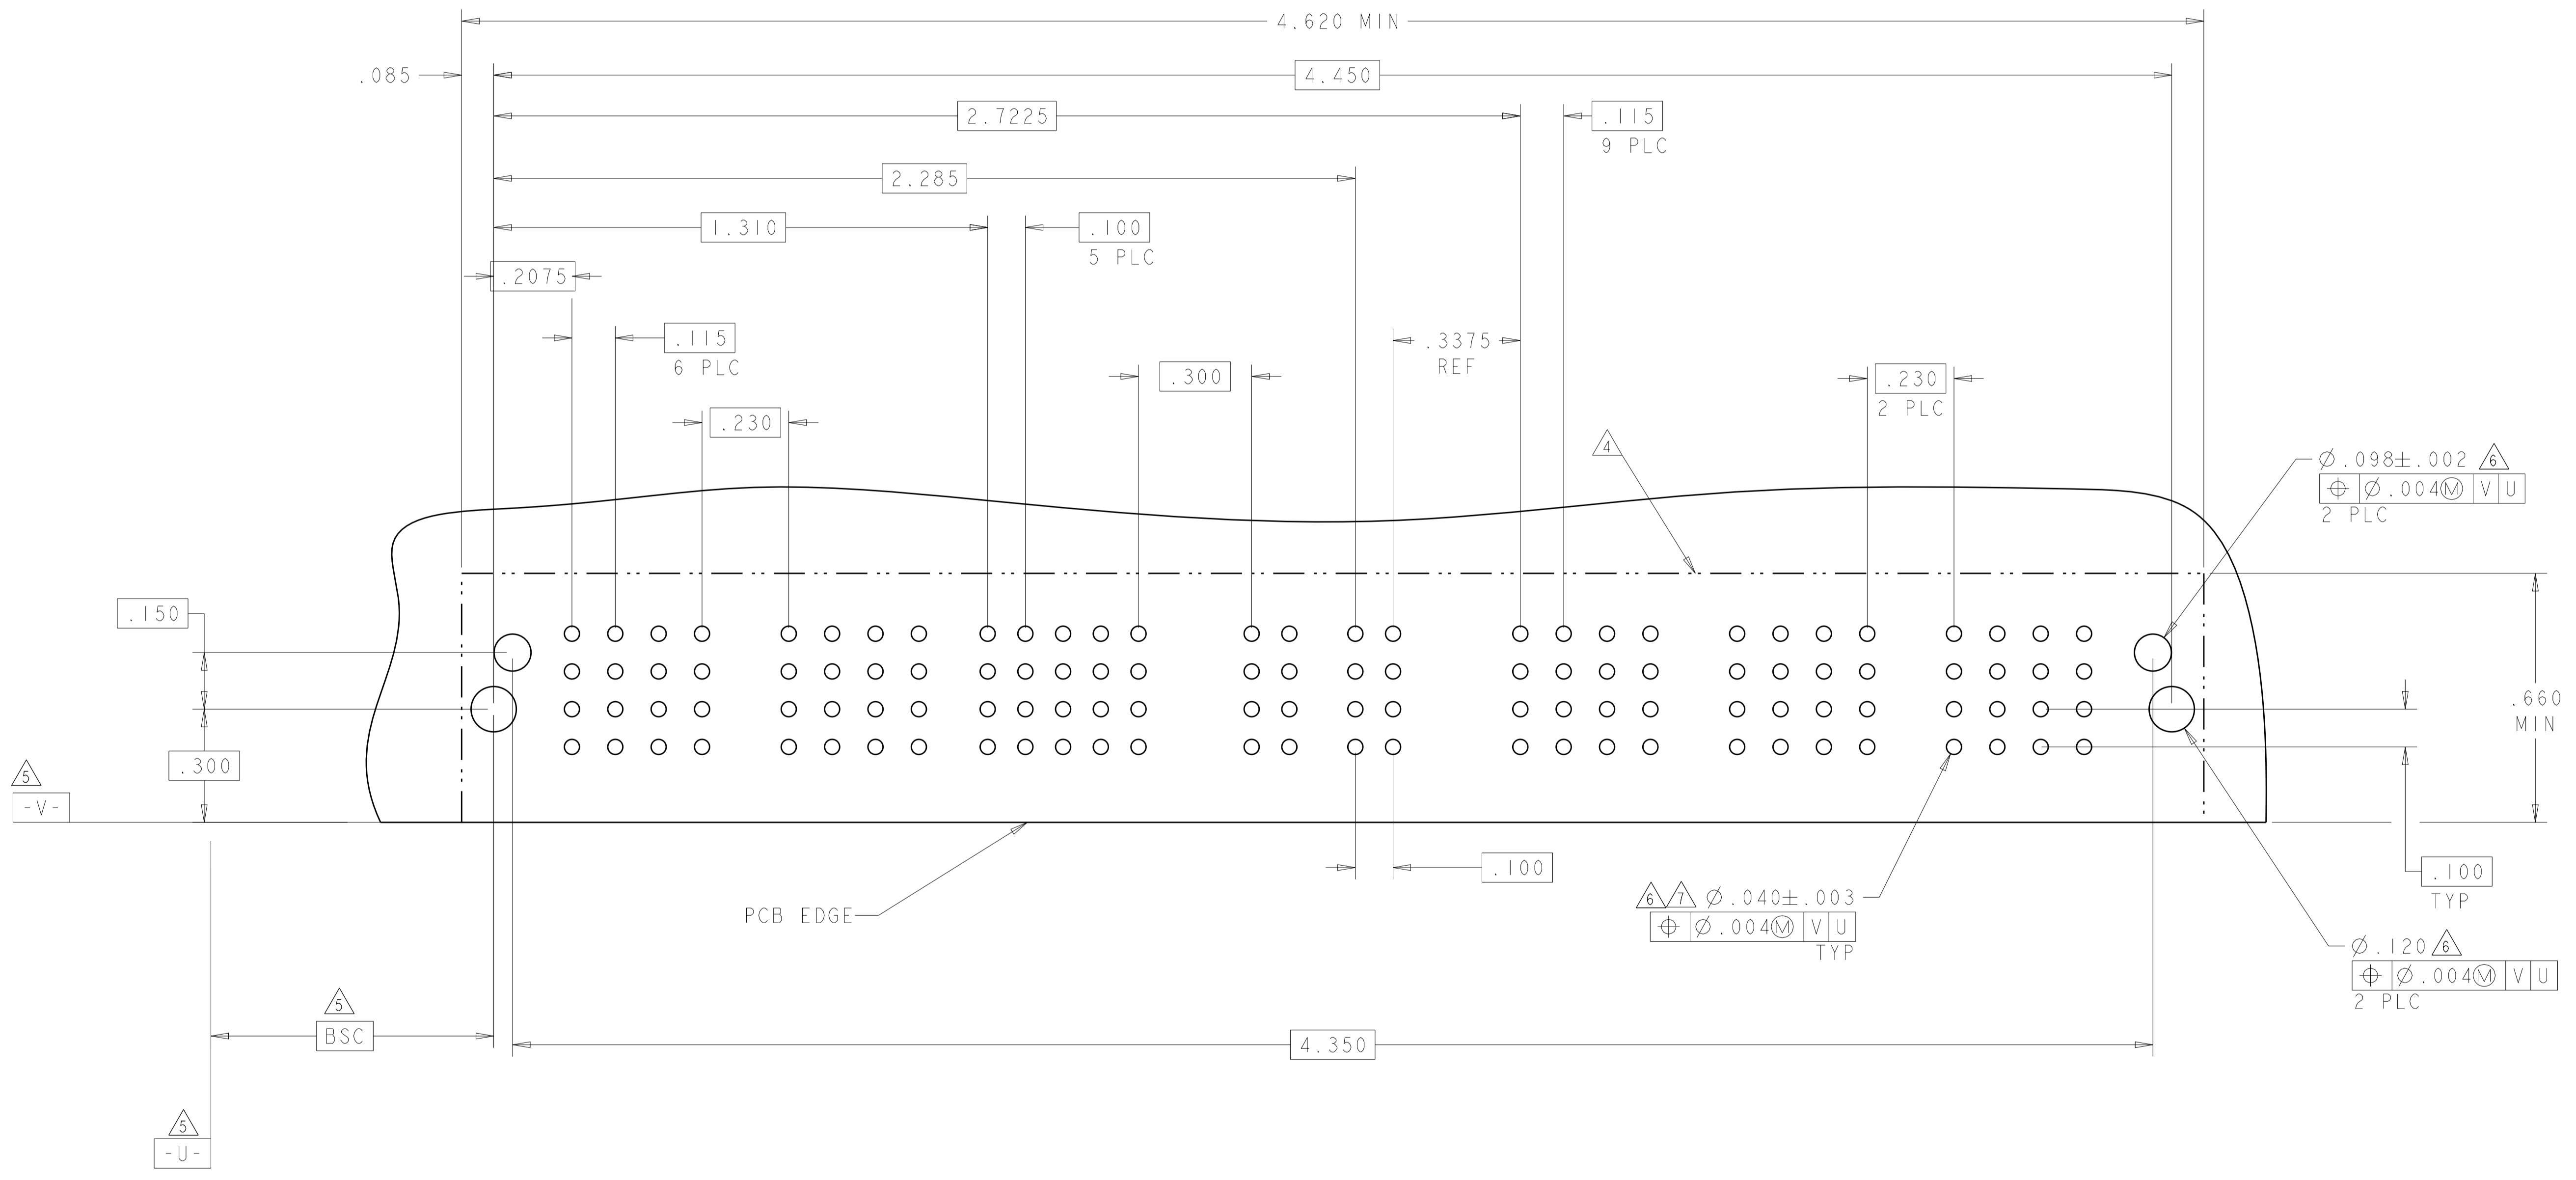 4.620 MIN
.085
4.450
2.7225
.115
9 PLC
2.285
1.310
.100
5 PLC
.2075
.115
6 PLC
.3375
REF
.300
.230
2 PLC
.230
4
Ø.098±.002 6
⌖ Ø.004Ⓜ V U
2 PLC
.150
.660
MIN
.300
5
-V-
.100
.100
TYP
PCB EDGE
6 7 Ø.040±.003
⌖ Ø.004Ⓜ V U
TYP
Ø.120 6
⌖ Ø.004Ⓜ V U
2 PLC
5
BSC
4.350
5
-U-